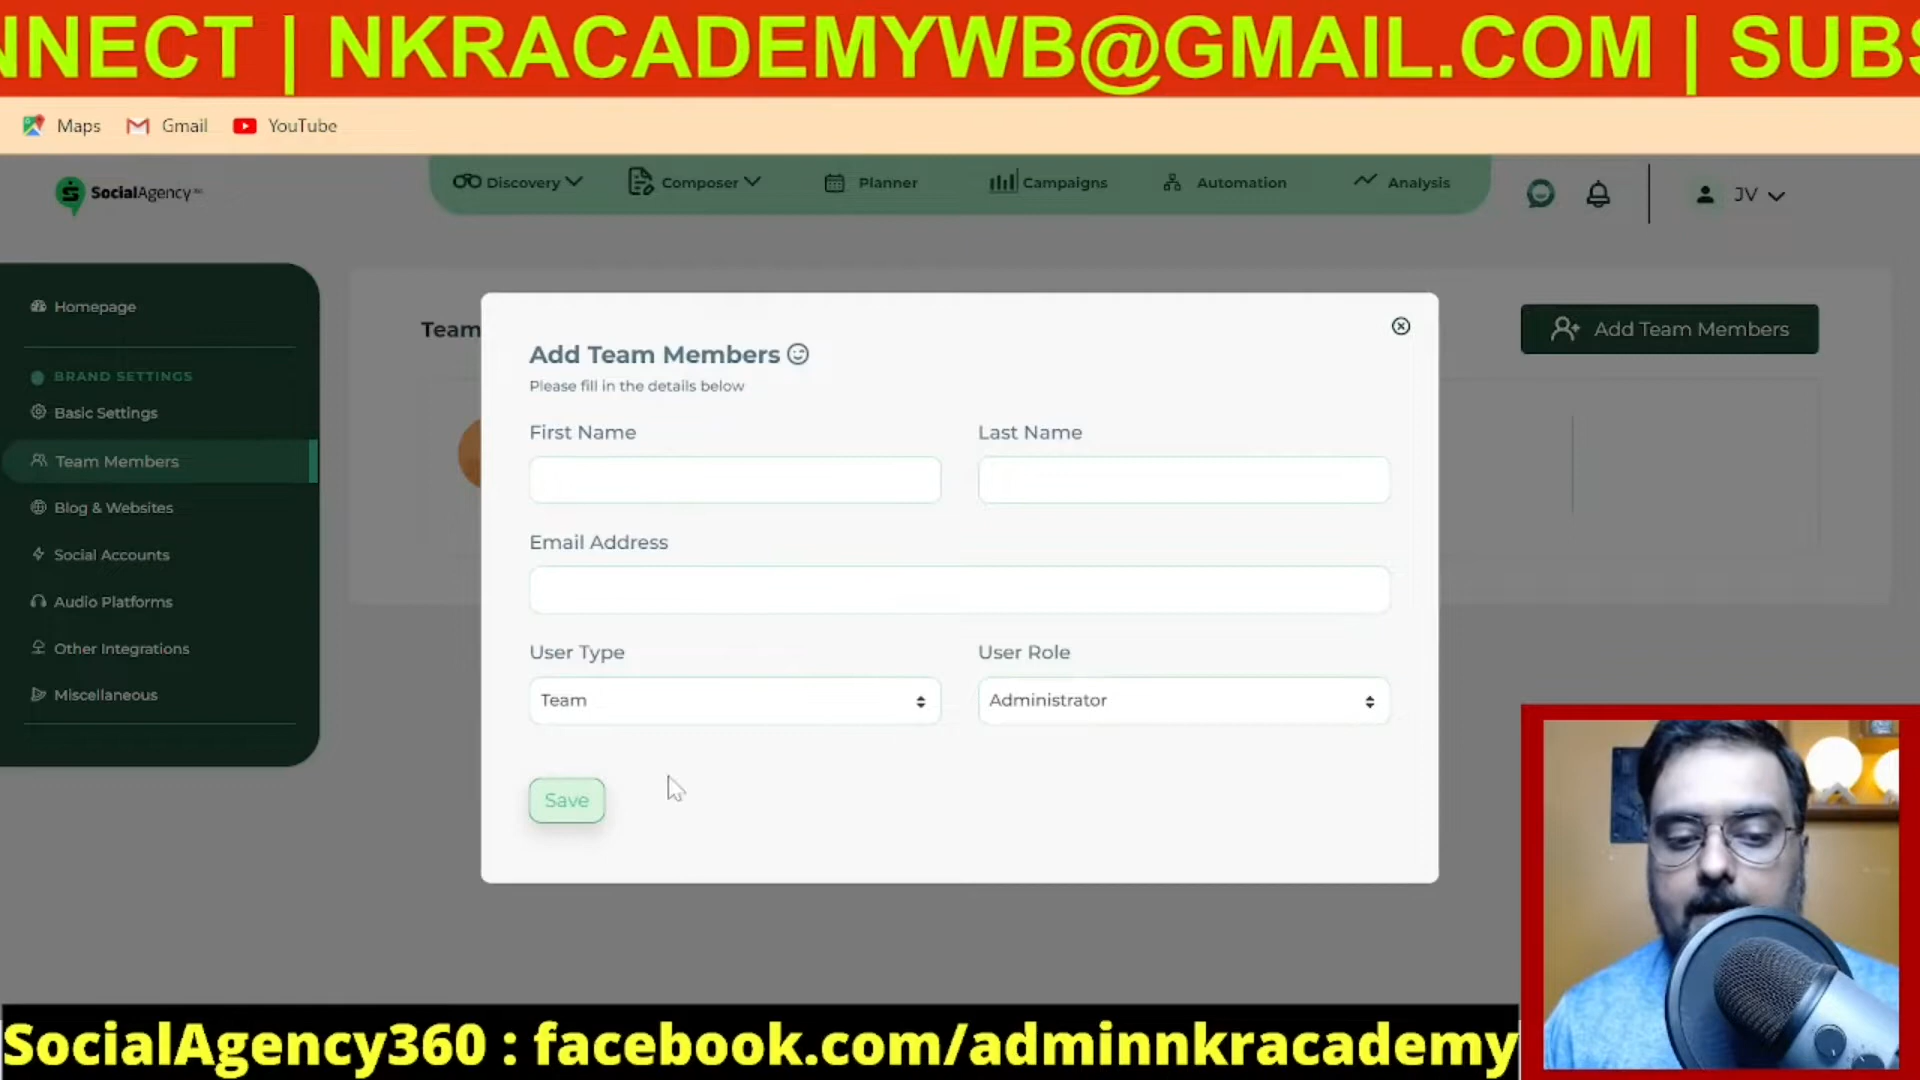 NNECT | NKRACADEMYWB@GMAIL.COM | SUBS
Maps Gmail YouTube
SocialAgency
Discovery Composer Planner Campaigns Automation Analysis
JV
Homepage
BRAND SETTINGS
Basic Settings
Team Members
Blog & Websites
Social Accounts
Audio Platforms
Other Integrations
Miscellaneous
Team
Add Team Members
Add Team Members
Please fill in the details below
First Name Last Name
Email Address
User Type User Role
Team Administrator
Save
SocialAgency360 : facebook.com/adminnkracademy